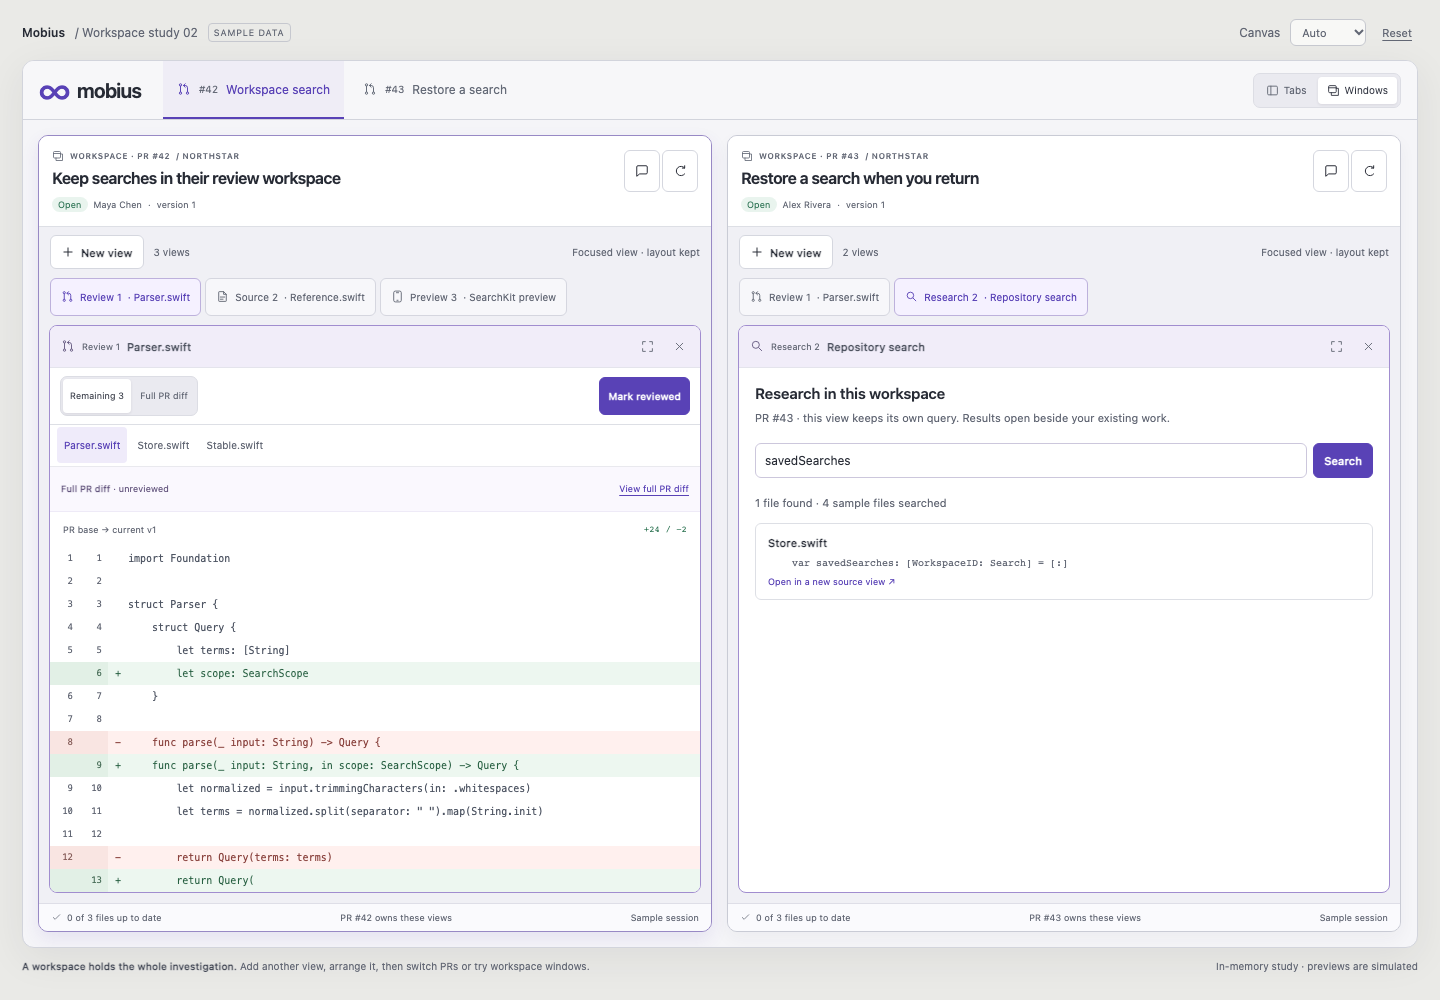 Mobius / Workspace study 02 SAMPLE DATA
Canvas Auto Reset
mobius
#42 Workspace search
#43 Restore a search
Tabs Windows
WORKSPACE · PR #42 / NORTHSTAR
Keep searches in their review workspace
Open Maya Chen · version 1
+ New view 3 views
Focused view · layout kept
Review 1 · Parser.swift
Source 2 · Reference.swift
Preview 3 · SearchKit preview
Review 1 Parser.swift
Remaining 3 Full PR diff
Mark reviewed
Parser.swift Store.swift Stable.swift
Full PR diff · unreviewed
View full PR diff
PR base → current v1
+24 / −2
1 1 import Foundation
2 2
3 3 struct Parser {
4 4 struct Query {
5 5 let terms: [String]
6 + let scope: SearchScope
6 7 }
7 8
8 − func parse(_ input: String) -> Query {
9 + func parse(_ input: String, in scope: SearchScope) -> Query {
9 10 let normalized = input.trimmingCharacters(in: .whitespaces)
10 11 let terms = normalized.split(separator: " ").map(String.init)
11 12
12 − return Query(terms: terms)
13 + return Query(
0 of 3 files up to date
PR #42 owns these views
Sample session
WORKSPACE · PR #43 / NORTHSTAR
Restore a search when you return
Open Alex Rivera · version 1
+ New view 2 views
Focused view · layout kept
Review 1 · Parser.swift
Research 2 · Repository search
Research 2 Repository search
Research in this workspace
PR #43 · this view keeps its own query. Results open beside your existing work.
savedSearches
Search
1 file found · 4 sample files searched
Store.swift
var savedSearches: [WorkspaceID: Search] = [:]
Open in a new source view ↗
0 of 3 files up to date
PR #43 owns these views
Sample session
A workspace holds the whole investigation. Add another view, arrange it, then switch PRs or try workspace windows.
In-memory study · previews are simulated